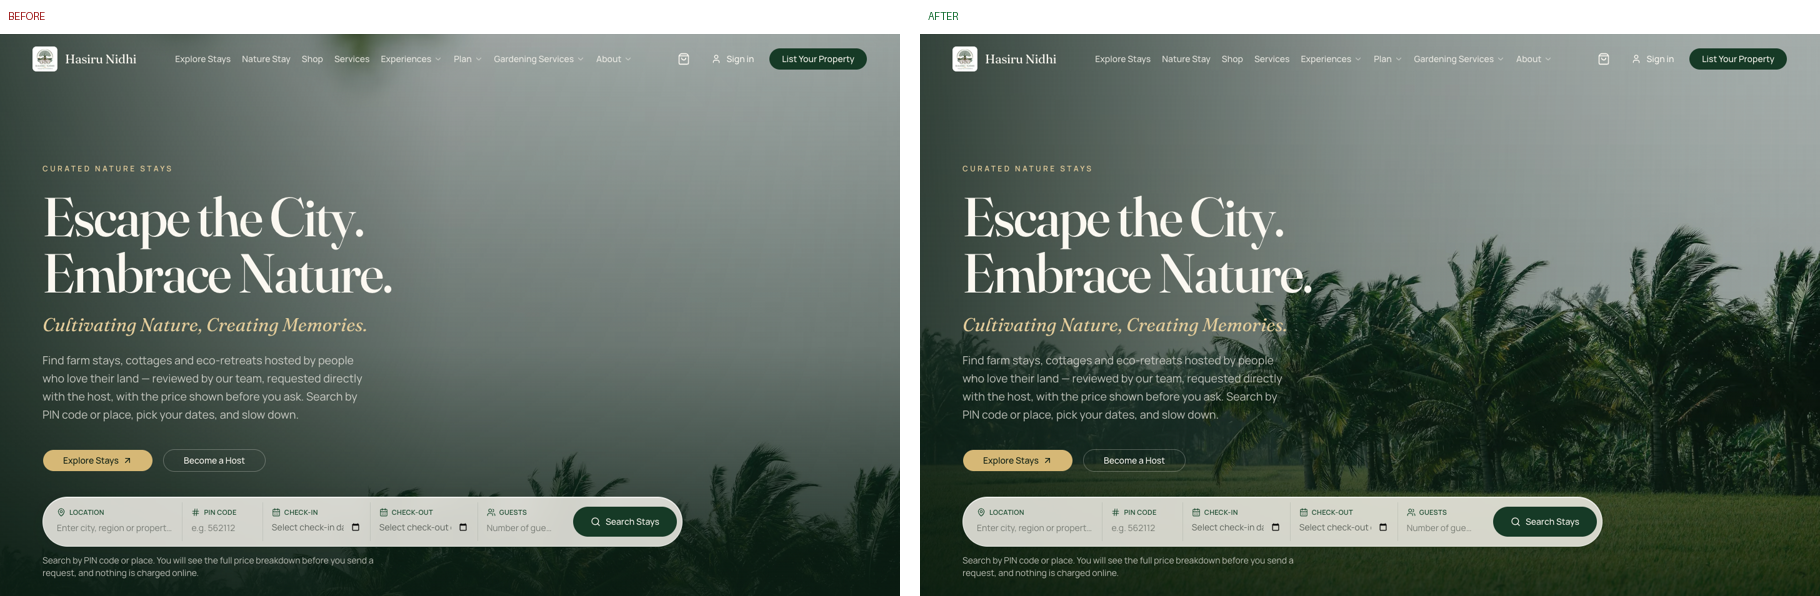 BEFORE
Hasiru Nidhi
Explore Stays Nature Stay Shop Services Experiences Plan Gardening Services About Sign in List Your Property
CURATED NATURE STAYS
Escape the City.
Embrace Nature.
Cultivating Nature, Creating Memories.
Find farm stays, cottages and eco-retreats hosted by people
who love their land — reviewed by our team, requested directly
with the host, with the price shown before you ask. Search by
PIN code or place, pick your dates, and slow down.
Explore Stays Become a Host
LOCATION PIN CODE CHECK-IN CHECK-OUT GUESTS
Enter city, region or propert... e.g. 562112 Select check-in da Select check-out Number of gue... Search Stays
Search by PIN code or place. You will see the full price breakdown before you send a
request, and nothing is charged online.
AFTER
Hasiru Nidhi
Explore Stays Nature Stay Shop Services Experiences Plan Gardening Services About Sign in List Your Property
CURATED NATURE STAYS
Escape the City.
Embrace Nature.
Cultivating Nature, Creating Memories.
Find farm stays, cottages and eco-retreats hosted by people
who love their land — reviewed by our team, requested directly
with the host, with the price shown before you ask. Search by
PIN code or place, pick your dates, and slow down.
Explore Stays Become a Host
LOCATION PIN CODE CHECK-IN CHECK-OUT GUESTS
Enter city, region or propert... e.g. 562112 Select check-in da Select check-out Number of gue... Search Stays
Search by PIN code or place. You will see the full price breakdown before you send a
request, and nothing is charged online.